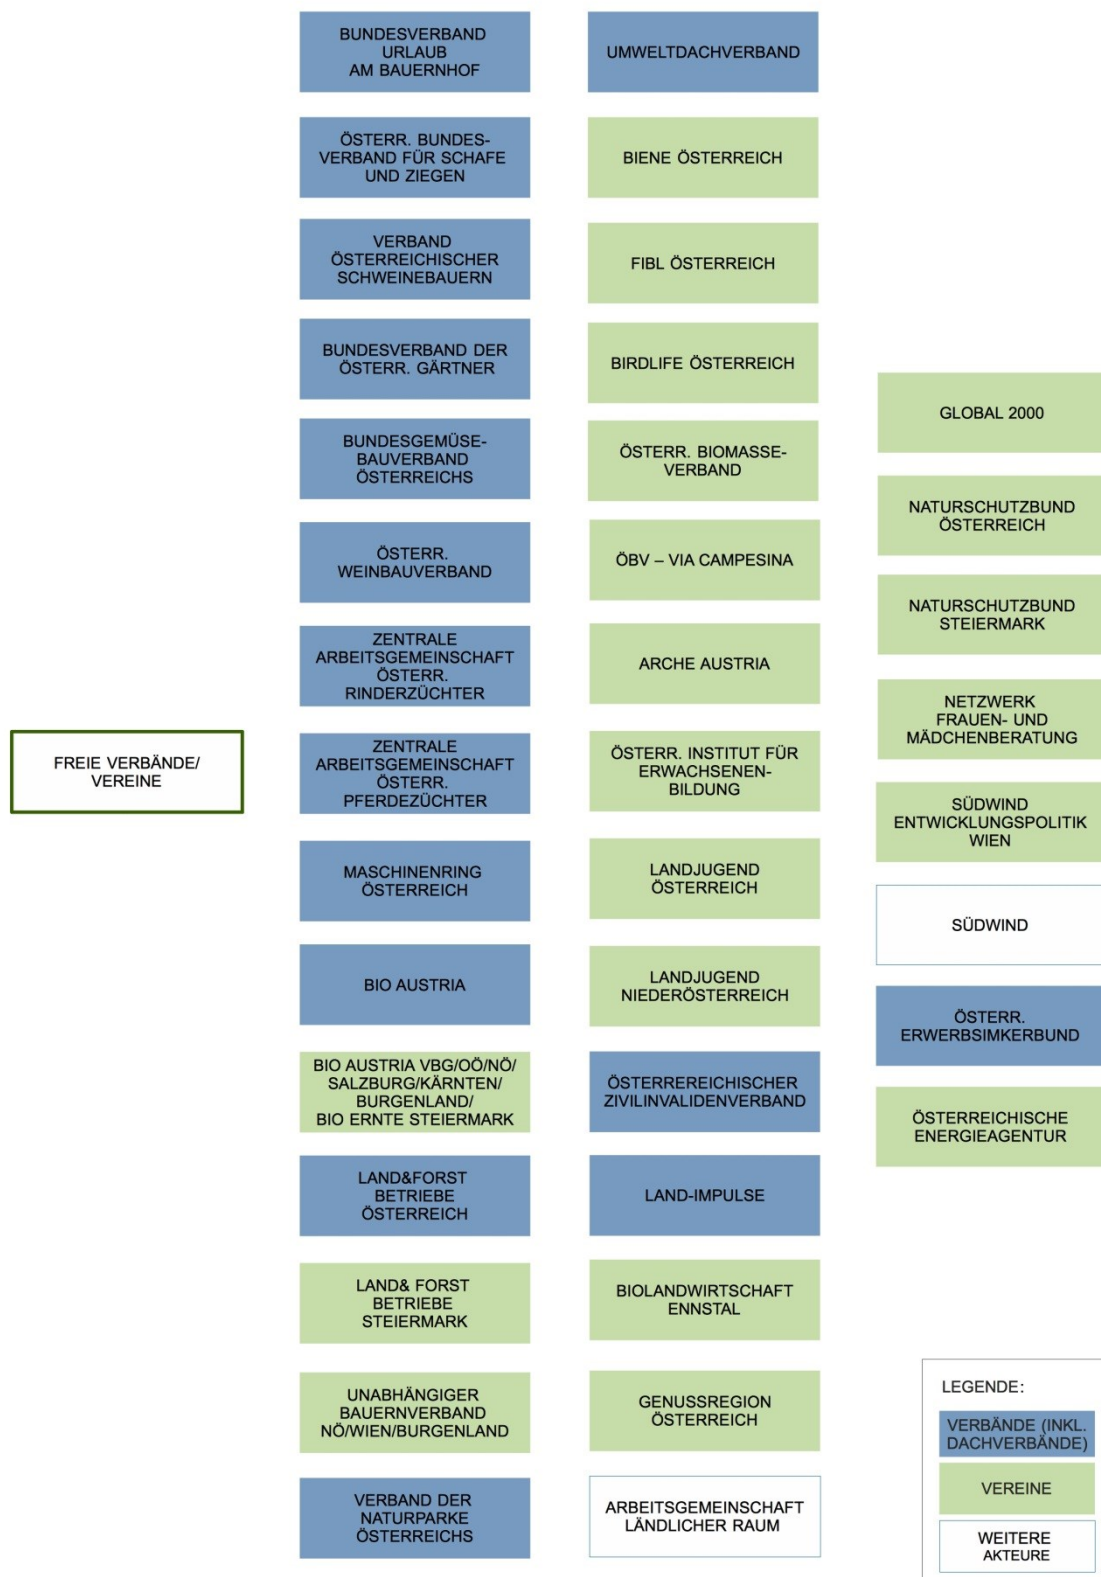 FREIE VERBÄNDE/
VEREINE
BUNDESVERBAND
URLAUB
AM BAUERNHOF
ÖSTERR. BUNDES-
VERBAND FÜR SCHAFE
UND ZIEGEN
VERBAND
ÖSTERREICHISCHER
SCHWEINEBAUERN
BUNDESVERBAND DER
ÖSTERR. GÄRTNER
BUNDESGEMÜSE-
BAUVERBAND
ÖSTERREICHS
ÖSTERR.
WEINBAUVERBAND
ZENTRALE
ARBEITSGEMEINSCHAFT
ÖSTERR.
RINDERZÜCHTER
ZENTRALE
ARBEITSGEMEINSCHAFT
ÖSTERR.
PFERDEZÜCHTER
MASCHINENRING
ÖSTERREICH
BIO AUSTRIA
BIO AUSTRIA VBG/OÖ/NÖ/
SALZBURG/KÄRNTEN/
BURGENLAND/
BIO ERNTE STEIERMARK
LAND&FORST
BETRIEBE
ÖSTERREICH
LAND& FORST
BETRIEBE
STEIERMARK
UNABHÄNGIGER
BAUERNVERBAND
NÖ/WIEN/BURGENLAND
VERBAND DER
NATURPARKE
ÖSTERREICHS
UMWELTDACHVERBAND
BIENE ÖSTERREICH
FIBL ÖSTERREICH
BIRDLIFE ÖSTERREICH
ÖSTERR. BIOMASSE-
VERBAND
ÖBV – VIA CAMPESINA
ARCHE AUSTRIA
ÖSTERR. INSTITUT FÜR
ERWACHSENEN-
BILDUNG
LANDJUGEND
ÖSTERREICH
LANDJUGEND
NIEDERÖSTERREICH
ÖSTERREREICHISCHER
ZIVILINVALIDENVERBAND
LAND-IMPULSE
BIOLANDWIRTSCHAFT
ENNSTAL
GENUSSREGION
ÖSTERREICH
ARBEITSGEMEINSCHAFT
LÄNDLICHER RAUM
GLOBAL 2000
NATURSCHUTZBUND
ÖSTERREICH
NATURSCHUTZBUND
STEIERMARK
NETZWERK
FRAUEN- UND
MÄDCHENBERATUNG
SÜDWIND
ENTWICKLUNGSPOLITIK
WIEN
SÜDWIND
ÖSTERR.
ERWERBSIMKERBUND
ÖSTERREICHISCHE
ENERGIEAGENTUR
LEGENDE:
VERBÄNDE (INKL.
DACHVERBÄNDE)
VEREINE
WEITERE
AKTEURE